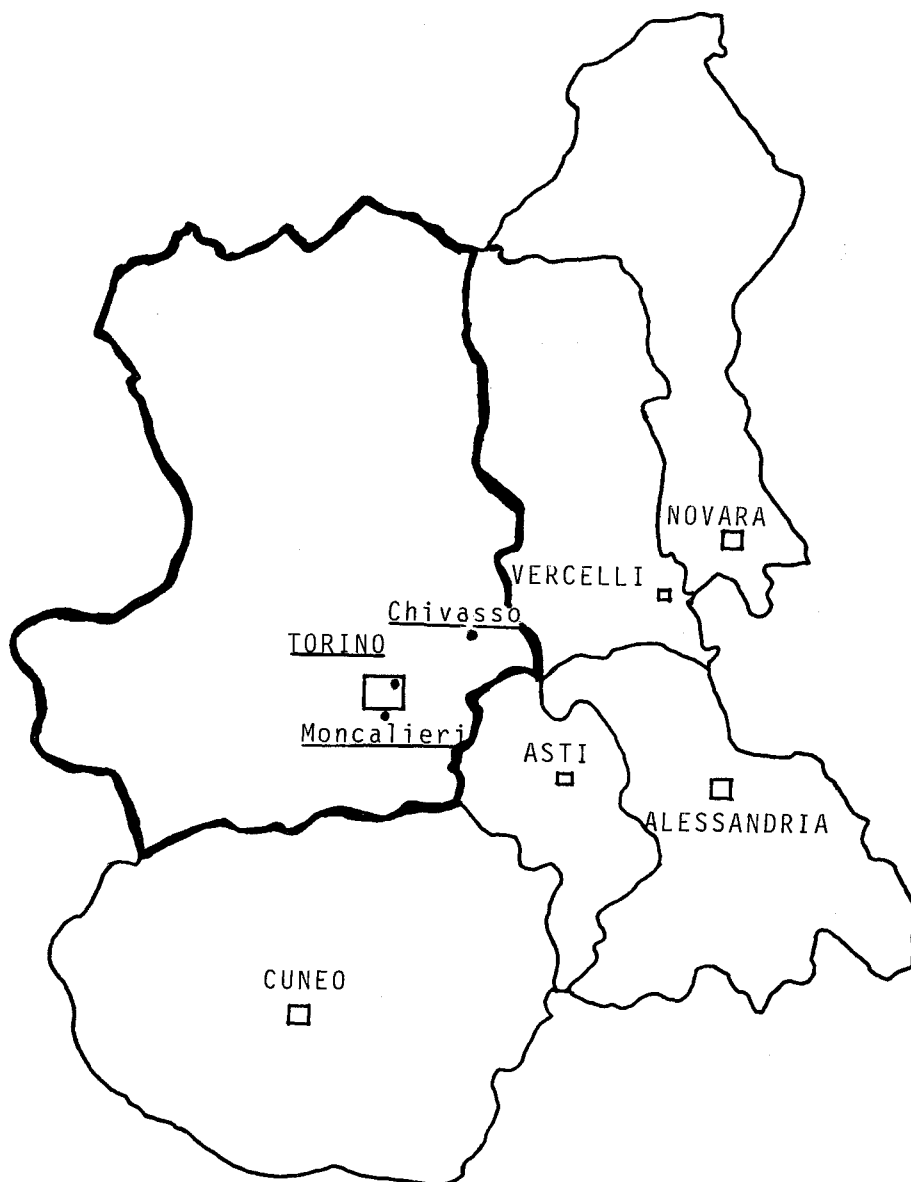 NOVARA
VERCELLI
Chivasso
TORINO
Moncalieri
ASTI
ALESSANDRIA
CUNEO